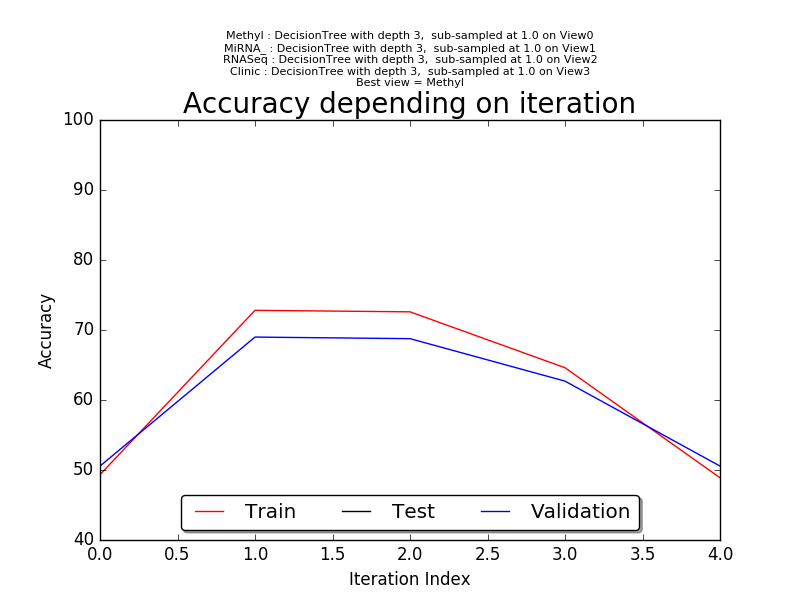 Methyl : DecisionTree with depth 3,  sub-sampled at 1.0 on View0
MiRNA_ : DecisionTree with depth 3,  sub-sampled at 1.0 on View1
RNASeq : DecisionTree with depth 3,  sub-sampled at 1.0 on View2
Clinic : DecisionTree with depth 3,  sub-sampled at 1.0 on View3
Best view = Methyl
Accuracy depending on iteration
100
90
80
70
60
50
40
Accuracy
Train Test Validation
0.0 0.5 1.0 1.5 2.0 2.5 3.0 3.5 4.0
Iteration Index